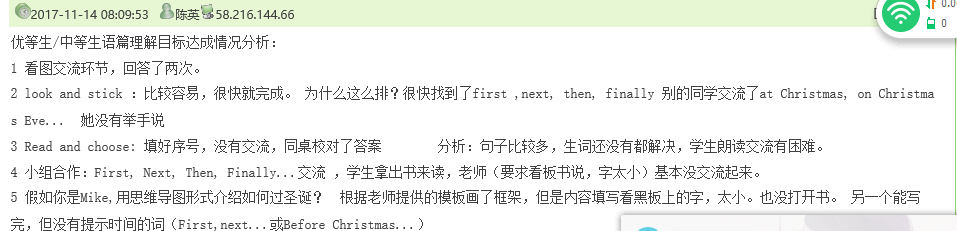 2017-11-14 08:09:53 陈英 58.216.144.66
优等生/中等生语篇理解目标达成情况分析：
1 看图交流环节，回答了两次。
2 look and stick ：比较容易，很快就完成。 为什么这么排？很快找到了first ,next, then, finally 别的同学交流了at Christmas, on Christma
s Eve... 她没有举手说
3 Read and choose: 填好序号，没有交流，同桌校对了答案 分析：句子比较多，生词还没有都解决，学生朗读交流有困难。
4 小组合作：First, Next, Then, Finally...交流 ，学生拿出书来读，老师（要求看板书说，字太小）基本没交流起来。
5 假如你是Mike,用思维导图形式介绍如何过圣诞？ 根据老师提供的模板画了框架，但是内容填写看黑板上的字，太小。也没打开书。 另一个能写
完，但没有提示时间的词（First,next...或Before Christmas...）
0.0
0